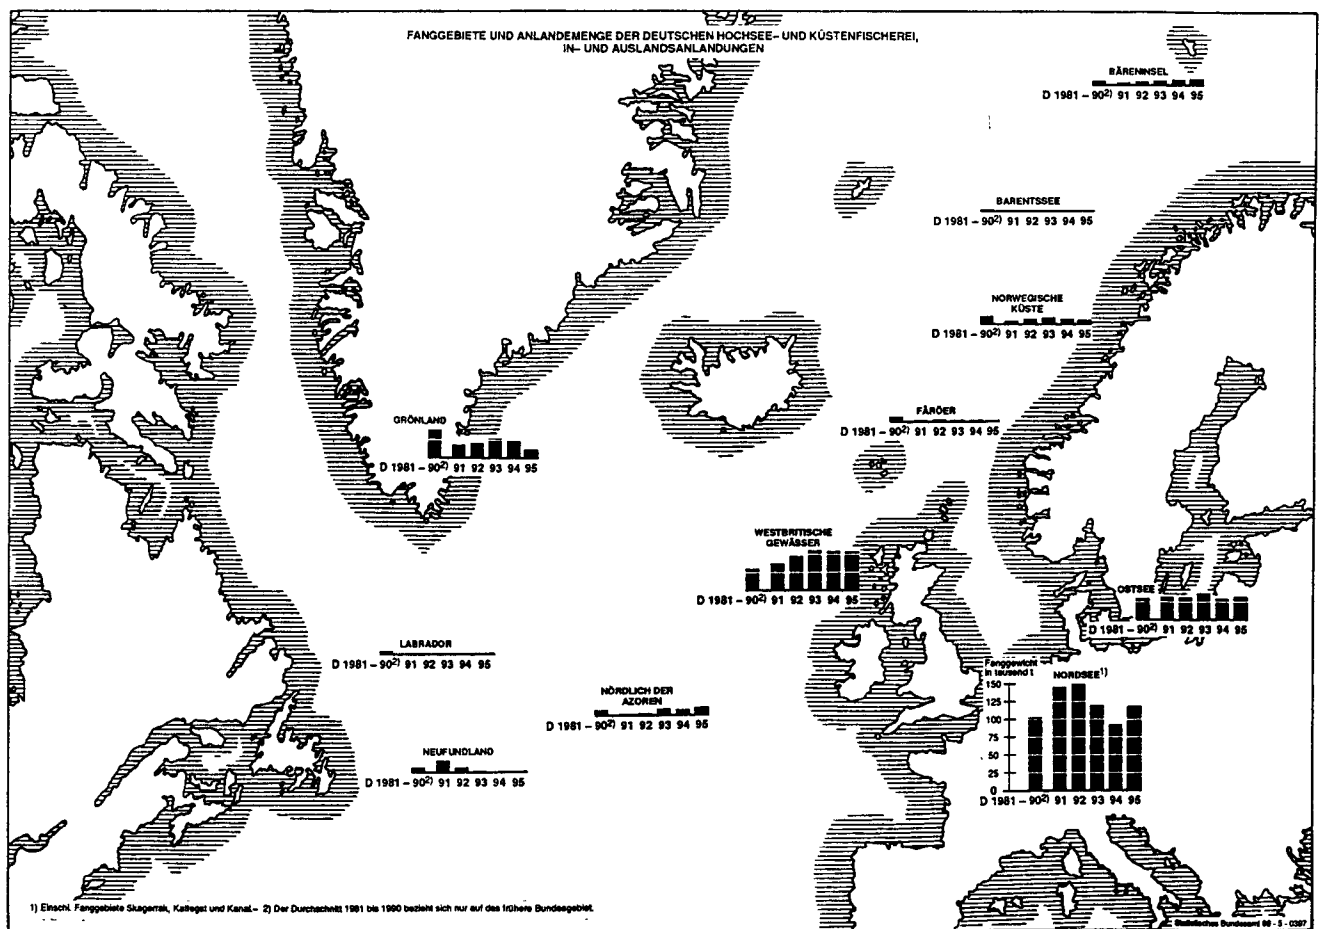 FANGGEBIETE UND ANLANDEMENGE DER DEUTSCHEN HOCHSEE– UND KÜSTENFISCHEREI,
IN– UND AUSLANDSANLANDUNGEN
BÄRENINSEL
D 1981 – 90²⁾ 91 92 93 94 95
BARENTSSEE
D 1981 – 90²⁾ 91 92 93 94 95
NORWEGISCHE
KÜSTE
D 1981 – 90²⁾ 91 92 93 94 95
FÄRÖER
D 1981 – 90²⁾ 91 92 93 94 95
GRÖNLAND
D 1981 – 90²⁾ 91 92 93 94 95
WESTBRITISCHE
GEWÄSSER
D 1981 – 90²⁾ 91 92 93 94 95
OSTSEE
D 1981 – 90²⁾ 91 92 93 94 95
LABRADOR
D 1981 – 90²⁾ 91 92 93 94 95
NÖRDLICH DER
AZOREN
D 1981 – 90²⁾ 91 92 93 94 95
NEUFUNDLAND
D 1981 – 90²⁾ 91 92 93 94 95
Fanggewicht
in tausend t
NORDSEE¹⁾
150
125
100
75
50
25
0
D 1981 – 90²⁾ 91 92 93 94 95
1) Einschl. Fanggebiete Skagerrak, Kattegat und Kanal.– 2) Der Durchschnitt 1981 bis 1990 bezieht sich nur auf das frühere Bundesgebiet.
Statistisches Bundesamt